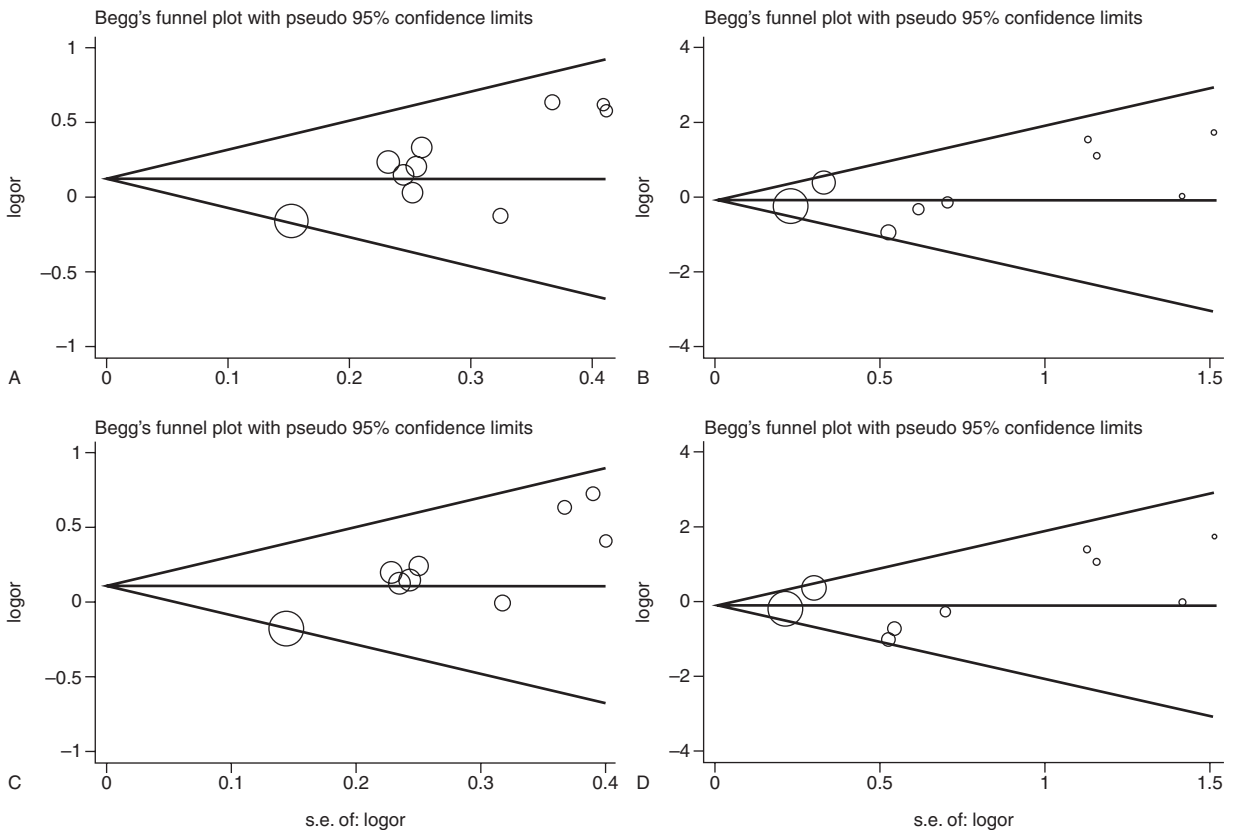 Begg's funnel plot with pseudo 95% confidence limits
1
0.5
0
–0.5
–1
logor
0
0.1
0.2
0.3
0.4
A
Begg's funnel plot with pseudo 95% confidence limits
4
2
0
–2
–4
logor
0
0.5
1
1.5
B
Begg's funnel plot with pseudo 95% confidence limits
1
0.5
0
–0.5
–1
logor
0
0.1
0.2
0.3
0.4
C
s.e. of: logor
Begg's funnel plot with pseudo 95% confidence limits
4
2
0
–2
–4
logor
0
0.5
1
1.5
D
s.e. of: logor